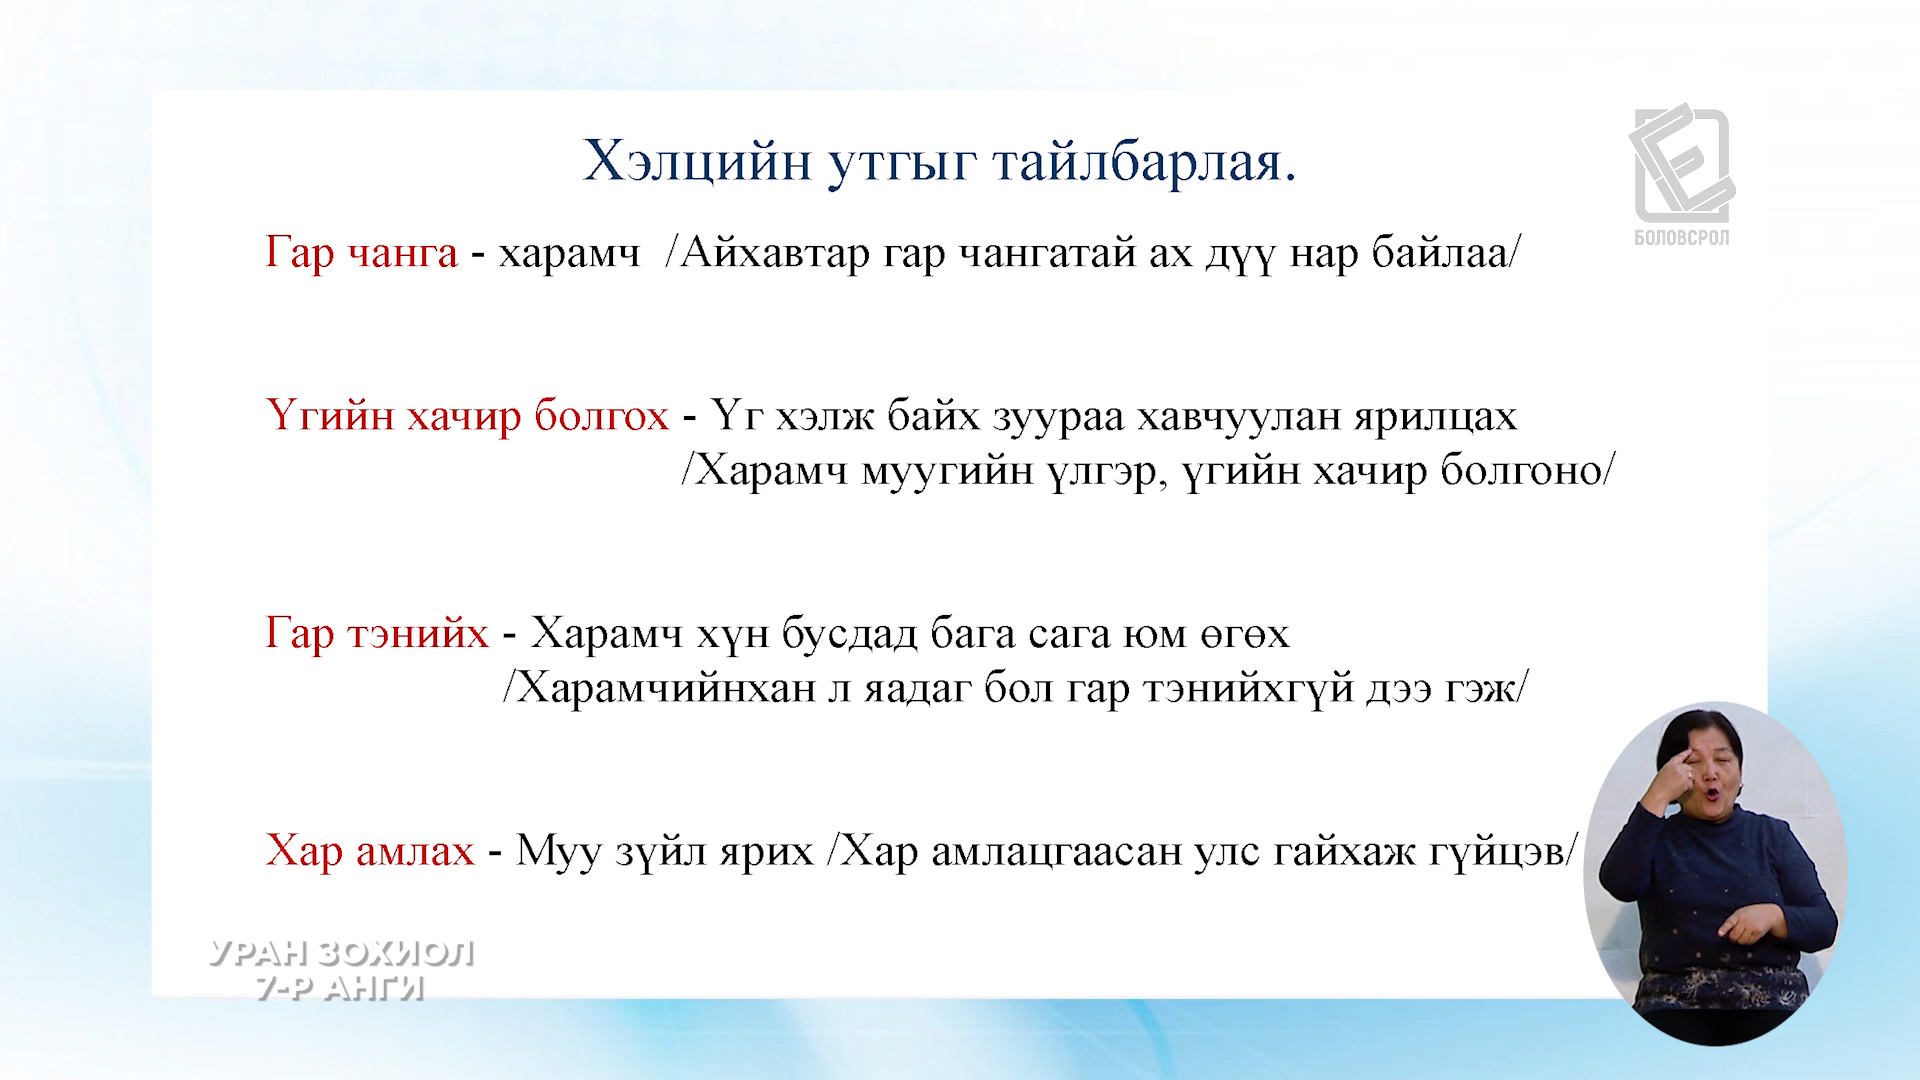 Хэлцийн утгыг тайлбарлая.
БОЛОВСРОЛ
Гар чанга - харамч /Айхавтар гар чангатай ах дүү нар байлаа/
Үгийн хачир болгох - Үг хэлж байх зуураа хавчуулан ярилцах
/Харамч муугийн үлгэр, үгийн хачир болгоно/
Гар тэнийх - Харамч хүн бусдад бага сага юм өгөх
/Харамчийнхан л яадаг бол гар тэнийхгүй дээ гэж/
Хар амлах - Муу зүйл ярих /Хар амлацгаасан улс гайхаж гүйцэв/
УРАН ЗОХИОЛ
7-Р АНГИ